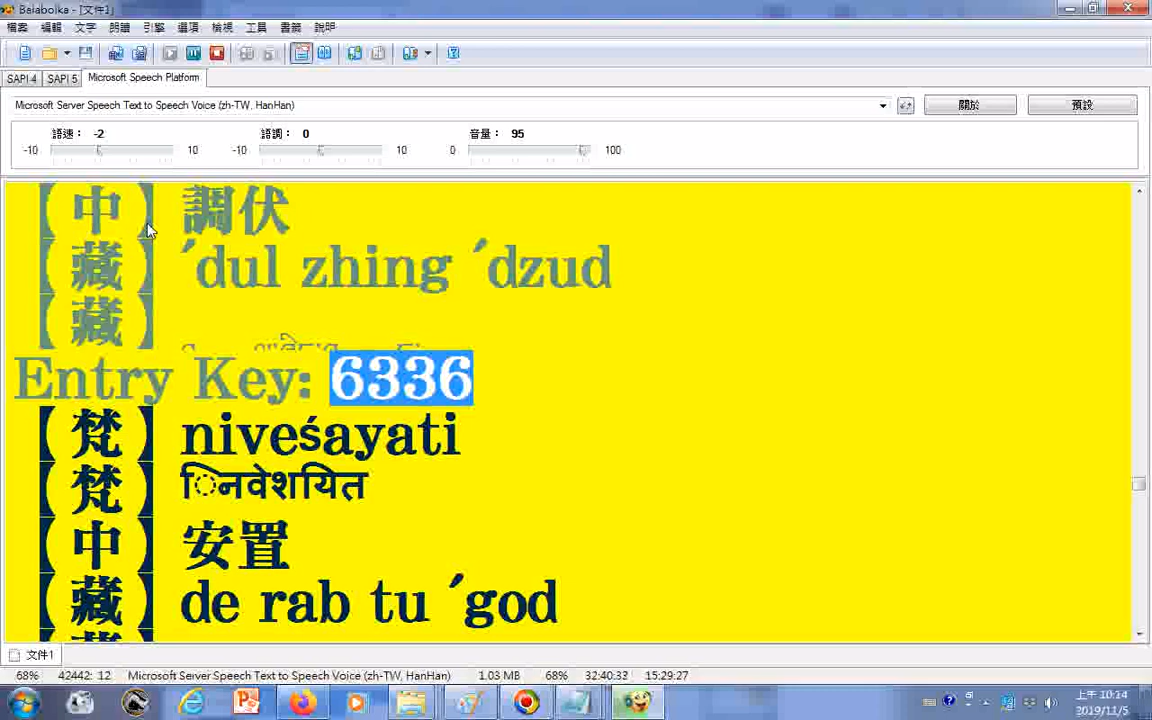 Balabolka - [文件1]
檔案 編輯 文字 朗讀 引擎 選項 檢視 工具 書籤 說明
SAPI 4 SAPI 5 Microsoft Speech Platform
Microsoft Server Speech Text to Speech Voice (zh-TW, HanHan) 關於 預設
語速： -2 語調： 0 音量： 95
-10 10 -10 10 0 100
【中】 調伏
【藏】 ´dul zhing ´dzud
【藏】
Entry Key: 6336
【梵】 niveśayati
【梵】 िनवेशयित
【中】 安置
【藏】 de rab tu ´god
文件1
68% 42442: 12 Microsoft Server Speech Text to Speech Voice (zh-TW, HanHan) 1.03 MB 68% 32:40:33 15:29:27
上午 10:14
2019/11/5